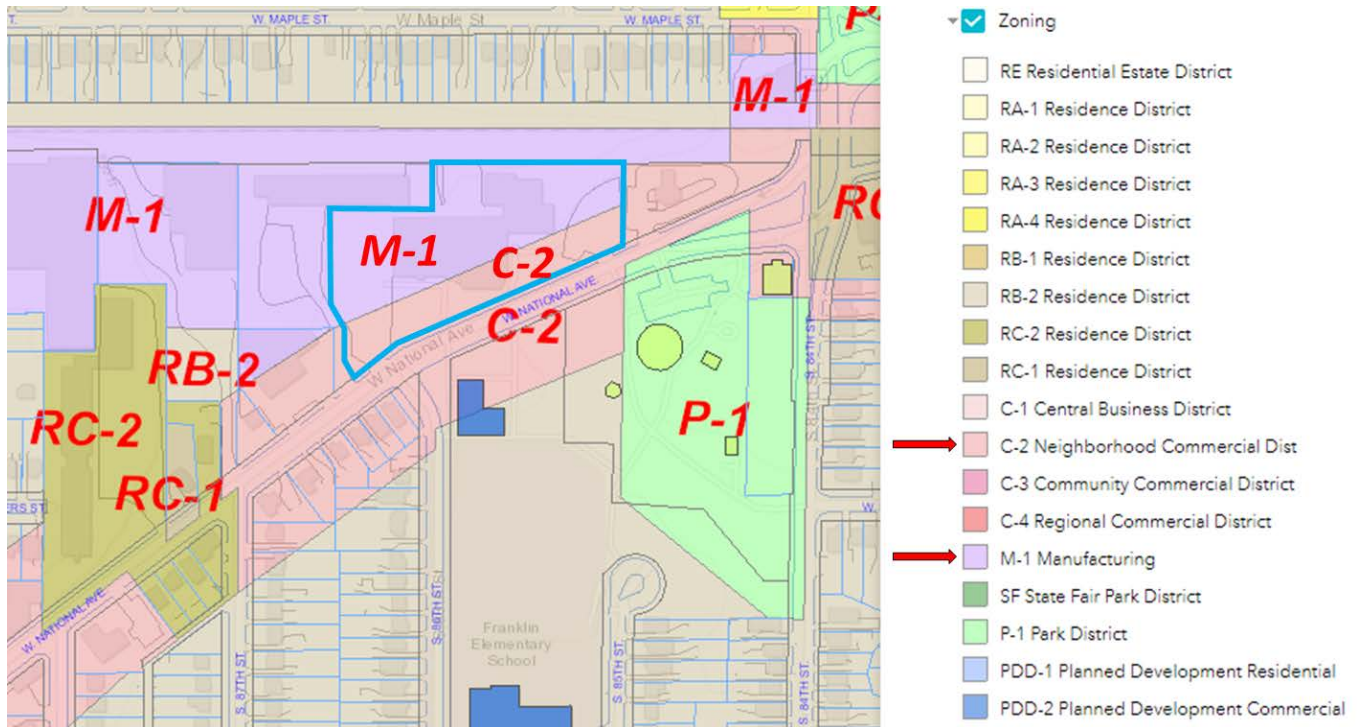 T.
W. MAPLE ST.
W. Maple St
W. MAPLE ST.
M-1
M-1
M-1
C-2
W. NATIONAL AVE
C-2
W National Ave
RB-2
RC-2
RC-1
P-1
S. 84TH ST.
ERS ST.
W.
W. NATIONAL AVE
S. 87TH ST.
S. 86TH ST.
Franklin
Elementary
School
S. 85TH ST.
S. 84TH ST.
Zoning
RE Residential Estate District
RA-1 Residence District
RA-2 Residence District
RA-3 Residence District
RA-4 Residence District
RB-1 Residence District
RB-2 Residence District
RC-2 Residence District
RC-1 Residence District
C-1 Central Business District
C-2 Neighborhood Commercial Dist
C-3 Community Commercial District
C-4 Regional Commercial District
M-1 Manufacturing
SF State Fair Park District
P-1 Park District
PDD-1 Planned Development Residential
PDD-2 Planned Development Commercial